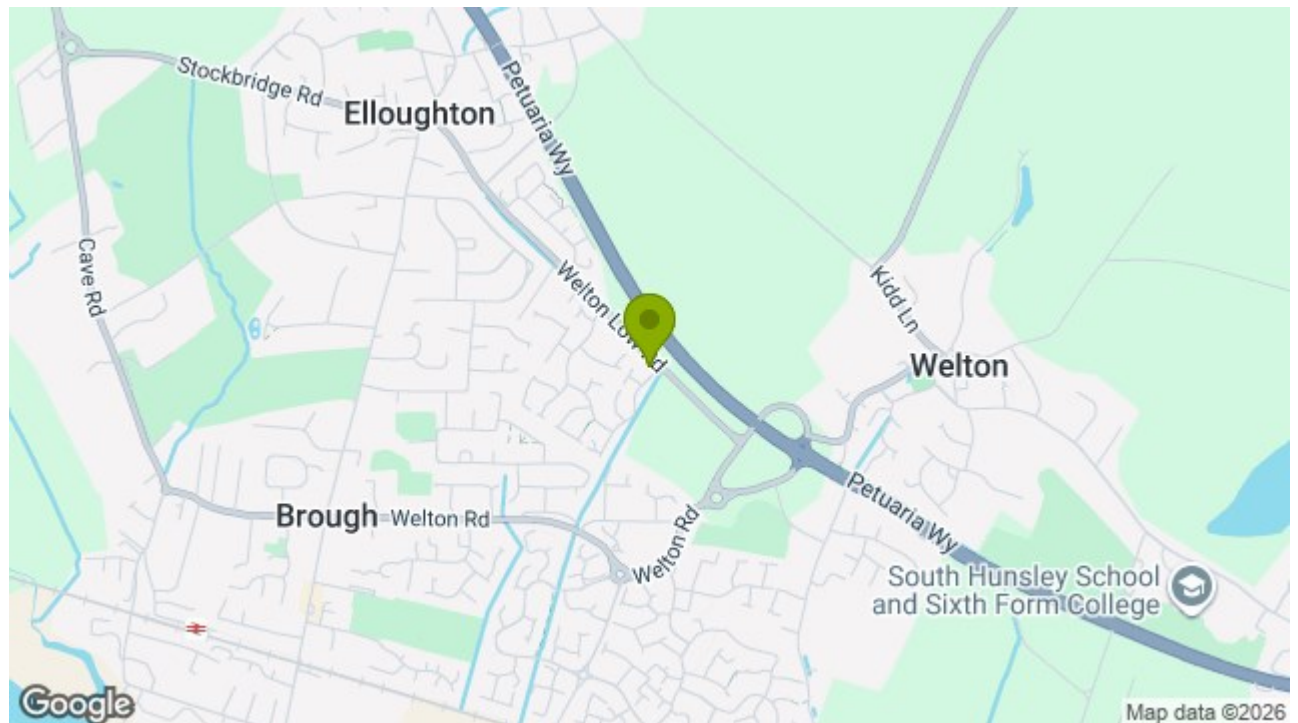 Stockbridge Rd
Elloughton
Petuaria Wy
Cave Rd
Welton Low Rd
Kidd Ln
Welton
Brough
Welton Rd
Welton Rd
Petuaria Wy
South Hunsley School
and Sixth Form College
Google
Map data ©2026